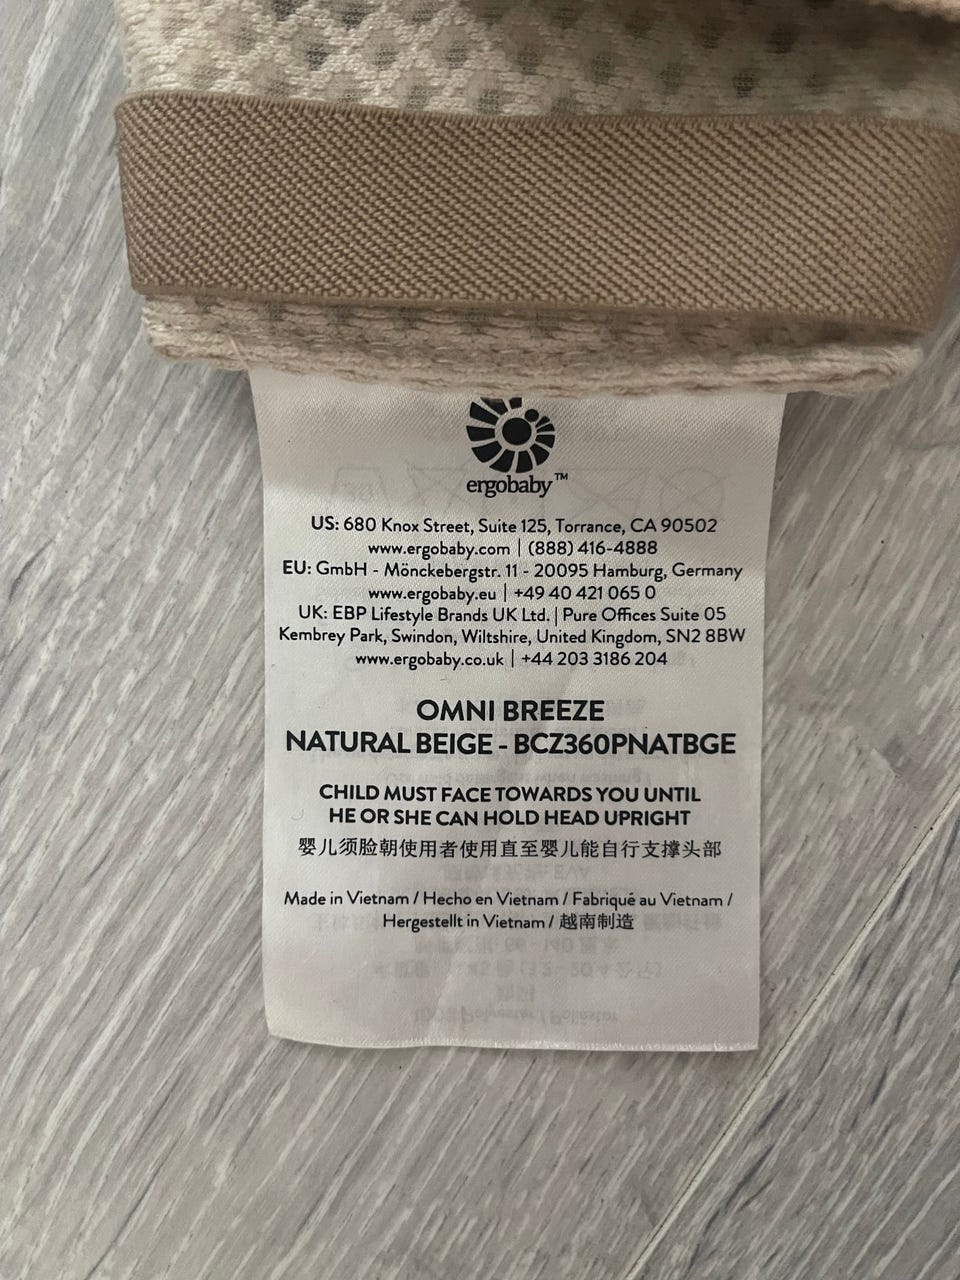 ergobaby™
US: 680 Knox Street, Suite 125, Torrance, CA 90502
www.ergobaby.com | (888) 416-4888
EU: GmbH - Mönckebergstr. 11 - 20095 Hamburg, Germany
www.ergobaby.eu | +49 40 421 065 0
UK: EBP Lifestyle Brands UK Ltd. | Pure Offices Suite 05
Kembrey Park, Swindon, Wiltshire, United Kingdom, SN2 8BW
www.ergobaby.co.uk | +44 203 3186 204
OMNI BREEZE
NATURAL BEIGE - BCZ360PNATBGE
CHILD MUST FACE TOWARDS YOU UNTIL
HE OR SHE CAN HOLD HEAD UPRIGHT
婴儿须脸朝使用者使用直至婴儿能自行支撑头部
Made in Vietnam / Hecho en Vietnam / Fabriqué au Vietnam /
Hergestellt in Vietnam / 越南制造